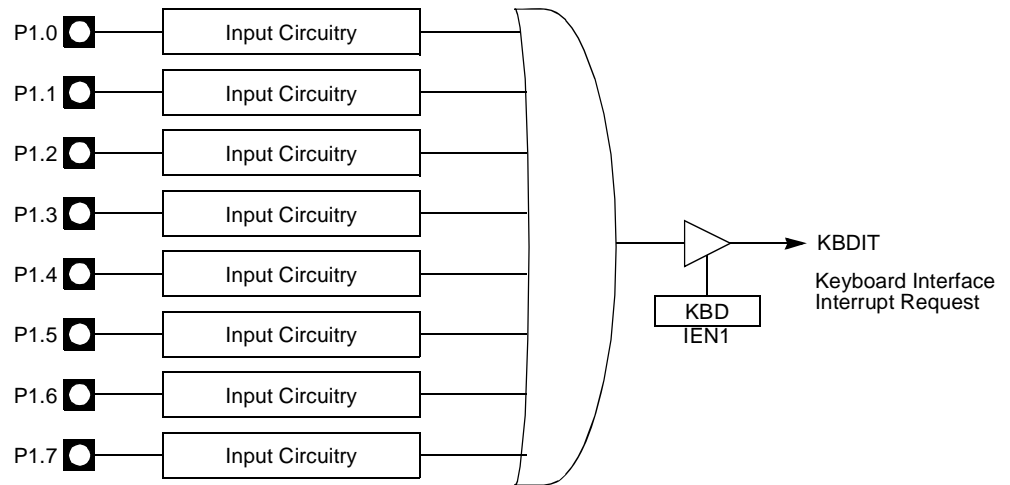 P1.0 Input Circuitry
P1.1 Input Circuitry
P1.2 Input Circuitry
P1.3 Input Circuitry
P1.4 Input Circuitry
P1.5 Input Circuitry
P1.6 Input Circuitry
P1.7 Input Circuitry
KBDIT
Keyboard Interface
Interrupt Request
KBD
IEN1